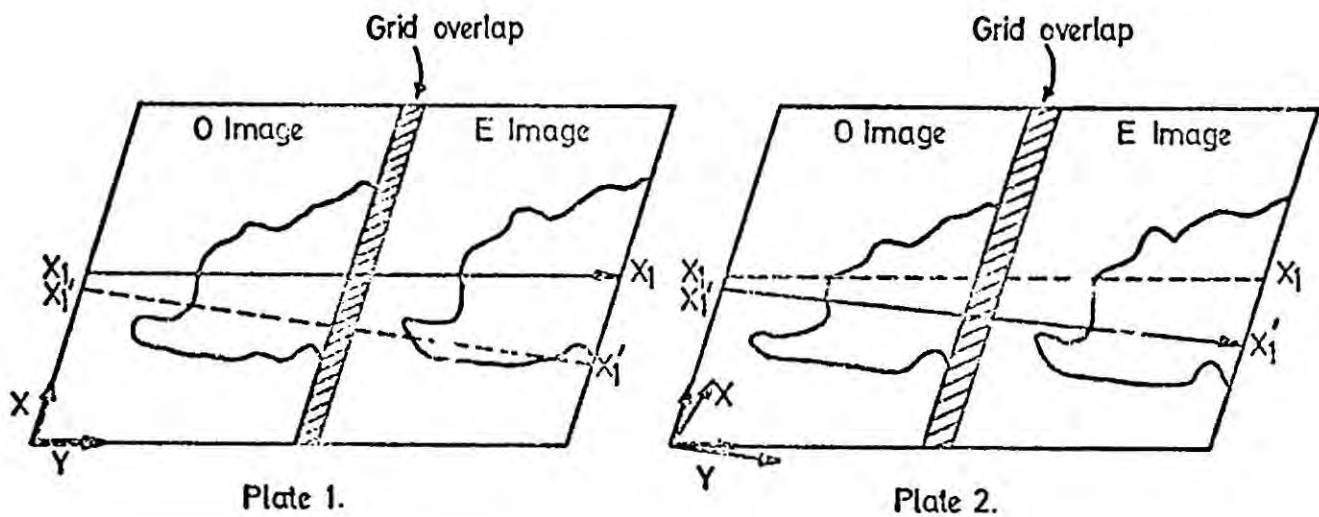 Grid overlap
O Image
E Image
X₁
X₁
X₁'
X₁'
X
Y
Plate 1.
Grid overlap
O Image
E Image
X₁
X₁
X₁'
X₁'
X
Y
Plate 2.